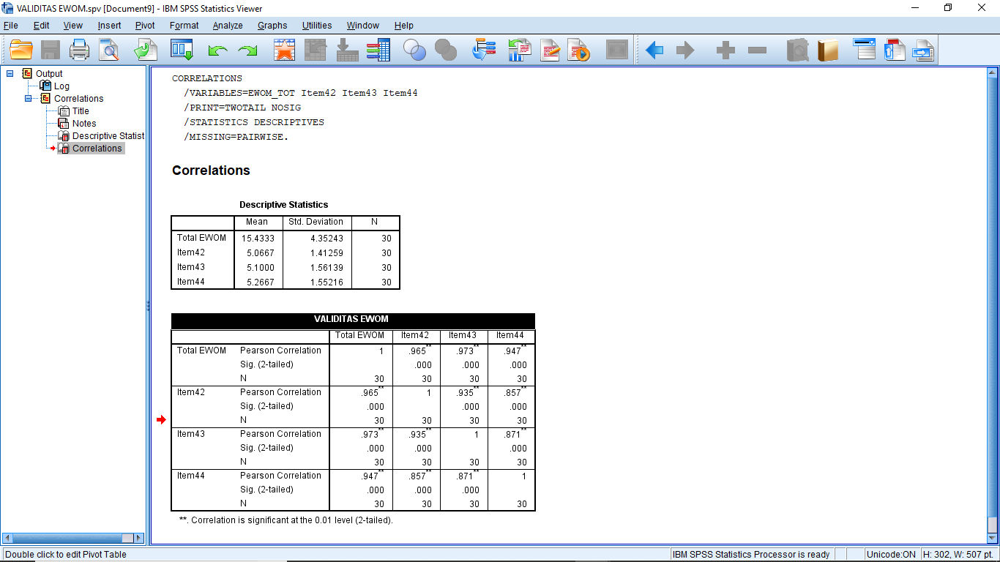 VALIDITAS EWOM.spv [Document9] - IBM SPSS Statistics Viewer
File Edit View Insert Pivot Format Analyze Graphs Utilities Window Help
Output
Log
Correlations
Title
Notes
Descriptive Statist
Correlations
CORRELATIONS
/VARIABLES=EWOM_TOT Item42 Item43 Item44
/PRINT=TWOTAIL NOSIG
/STATISTICS DESCRIPTIVES
/MISSING=PAIRWISE.
Correlations
Descriptive Statistics
Mean Std. Deviation N
Total EWOM 15.4333 4.35243 30
Item42 5.0667 1.41259 30
Item43 5.1000 1.56139 30
Item44 5.2667 1.55216 30
VALIDITAS EWOM
Total EWOM Item42 Item43 Item44
Total EWOM Pearson Correlation 1 .965** .973** .947**
Sig. (2-tailed) .000 .000 .000
N 30 30 30 30
Item42 Pearson Correlation .965** 1 .935** .857**
Sig. (2-tailed) .000 .000 .000
N 30 30 30 30
Item43 Pearson Correlation .973** .935** 1 .871**
Sig. (2-tailed) .000 .000 .000
N 30 30 30 30
Item44 Pearson Correlation .947** .857** .871** 1
Sig. (2-tailed) .000 .000 .000
N 30 30 30 30
**. Correlation is significant at the 0.01 level (2-tailed).
Double click to edit Pivot Table IBM SPSS Statistics Processor is ready Unicode:ON H: 302, W: 507 pt.